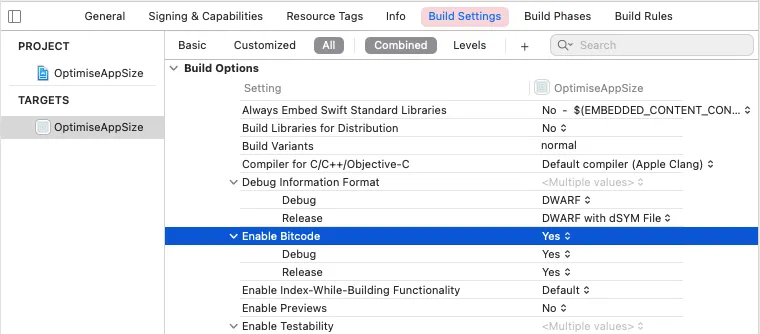 General Signing & Capabilities Resource Tags Info Build Settings Build Phases Build Rules
PROJECT
OptimiseAppSize
TARGETS
OptimiseAppSize
Basic Customized All Combined Levels + Search
Build Options
Setting OptimiseAppSize
Always Embed Swift Standard Libraries No - $(EMBEDDED_CONTENT_CON...
Build Libraries for Distribution No
Build Variants normal
Compiler for C/C++/Objective-C Default compiler (Apple Clang)
Debug Information Format <Multiple values>
Debug DWARF
Release DWARF with dSYM File
Enable Bitcode Yes
Debug Yes
Release Yes
Enable Index-While-Building Functionality Default
Enable Previews No
Enable Testability <Multiple values>